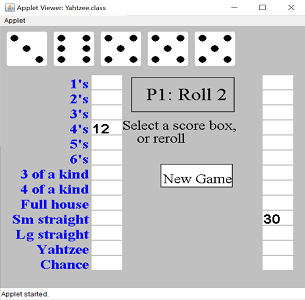 Applet Viewer: Yahtzee.class
Applet
1's
2's
3's
4's 12
5's
6's
3 of a kind
4 of a kind
Full house
Sm straight 30
Lg straight
Yahtzee
Chance
P1: Roll 2
Select a score box,
or reroll
New Game
Applet started.